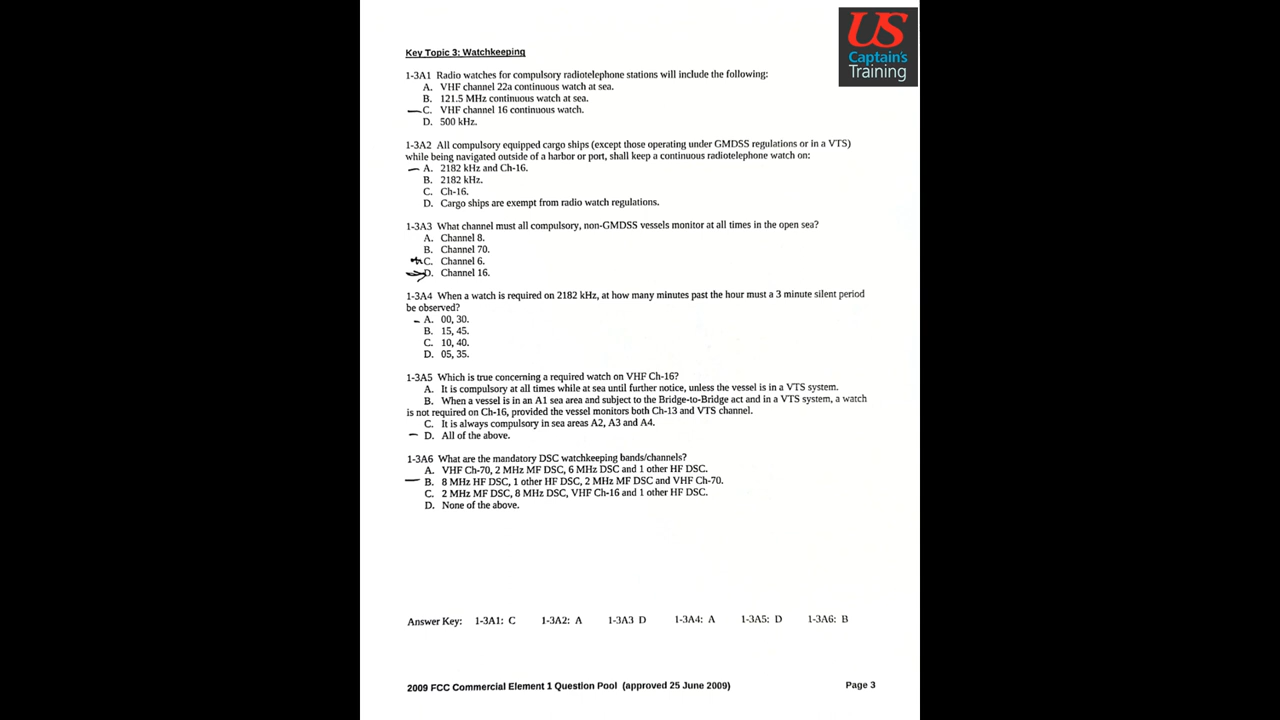 US
Captain's
Training
Key Topic 3: Watchkeeping
1-3A1 Radio watches for compulsory radiotelephone stations will include the following:
A. VHF channel 22a continuous watch at sea.
B. 121.5 MHz continuous watch at sea.
C. VHF channel 16 continuous watch.
D. 500 kHz.
1-3A2 All compulsory equipped cargo ships (except those operating under GMDSS regulations or in a VTS)
while being navigated outside of a harbor or port, shall keep a continuous radiotelephone watch on:
A. 2182 kHz and Ch-16.
B. 2182 kHz.
C. Ch-16.
D. Cargo ships are exempt from radio watch regulations.
1-3A3 What channel must all compulsory, non-GMDSS vessels monitor at all times in the open sea?
A. Channel 8.
B. Channel 70.
C. Channel 6.
D. Channel 16.
1-3A4 When a watch is required on 2182 kHz, at how many minutes past the hour must a 3 minute silent period
be observed?
A. 00, 30.
B. 15, 45.
C. 10, 40.
D. 05, 35.
1-3A5 Which is true concerning a required watch on VHF Ch-16?
A. It is compulsory at all times while at sea until further notice, unless the vessel is in a VTS system.
B. When a vessel is in an A1 sea area and subject to the Bridge-to-Bridge act and in a VTS system, a watch
is not required on Ch-16, provided the vessel monitors both Ch-13 and VTS channel.
C. It is always compulsory in sea areas A2, A3 and A4.
D. All of the above.
1-3A6 What are the mandatory DSC watchkeeping bands/channels?
A. VHF Ch-70, 2 MHz MF DSC, 6 MHz DSC and 1 other HF DSC.
B. 8 MHz HF DSC, 1 other HF DSC, 2 MHz MF DSC and VHF Ch-70.
C. 2 MHz MF DSC, 8 MHz DSC, VHF Ch-16 and 1 other HF DSC.
D. None of the above.
Answer Key: 1-3A1: C 1-3A2: A 1-3A3 D 1-3A4: A 1-3A5: D 1-3A6: B
2009 FCC Commercial Element 1 Question Pool (approved 25 June 2009) Page 3